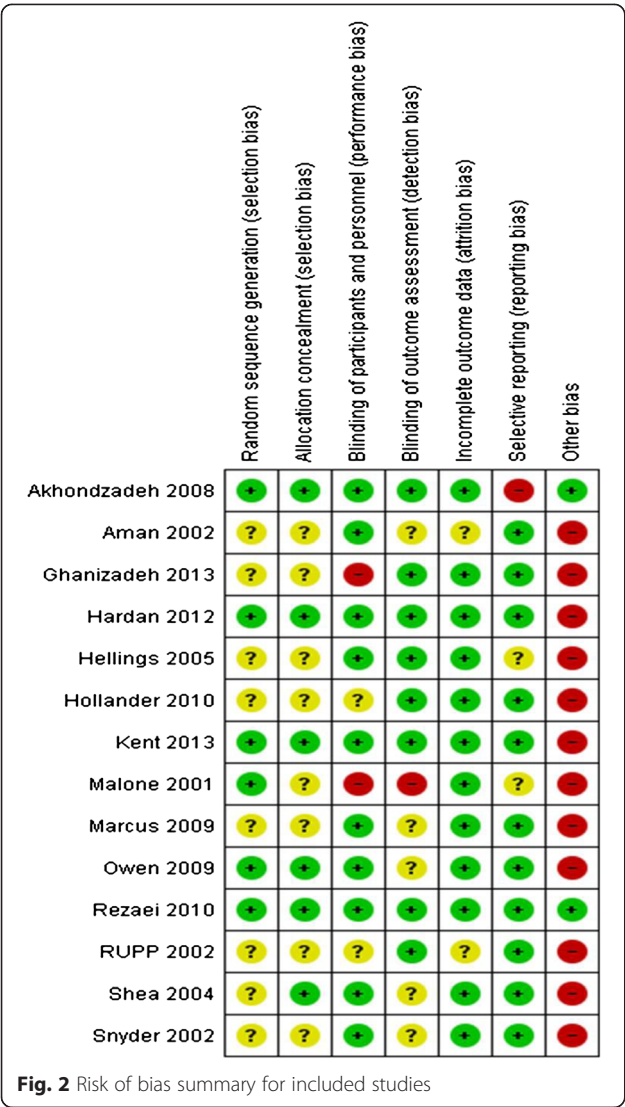 Random sequence generation (selection bias)
Allocation concealment (selection bias)
Blinding of participants and personnel (performance bias)
Blinding of outcome assessment (detection bias)
Incomplete outcome data (attrition bias)
Selective reporting (reporting bias)
Other bias
Akhondzadeh 2008 + + + + + - +
Aman 2002 ? ? + ? ? + -
Ghanizadeh 2013 ? ? - + + + -
Hardan 2012 + + + + + + -
Hellings 2005 ? ? + + + ? -
Hollander 2010 ? ? ? + + + -
Kent 2013 + + + + + + -
Malone 2001 + ? - - + ? -
Marcus 2009 ? ? + ? + + -
Owen 2009 + + + ? + + -
Rezaei 2010 + + + + + + +
RUPP 2002 ? ? ? + ? + -
Shea 2004 ? + + ? + + -
Snyder 2002 ? ? + ? + + -
Fig. 2 Risk of bias summary for included studies